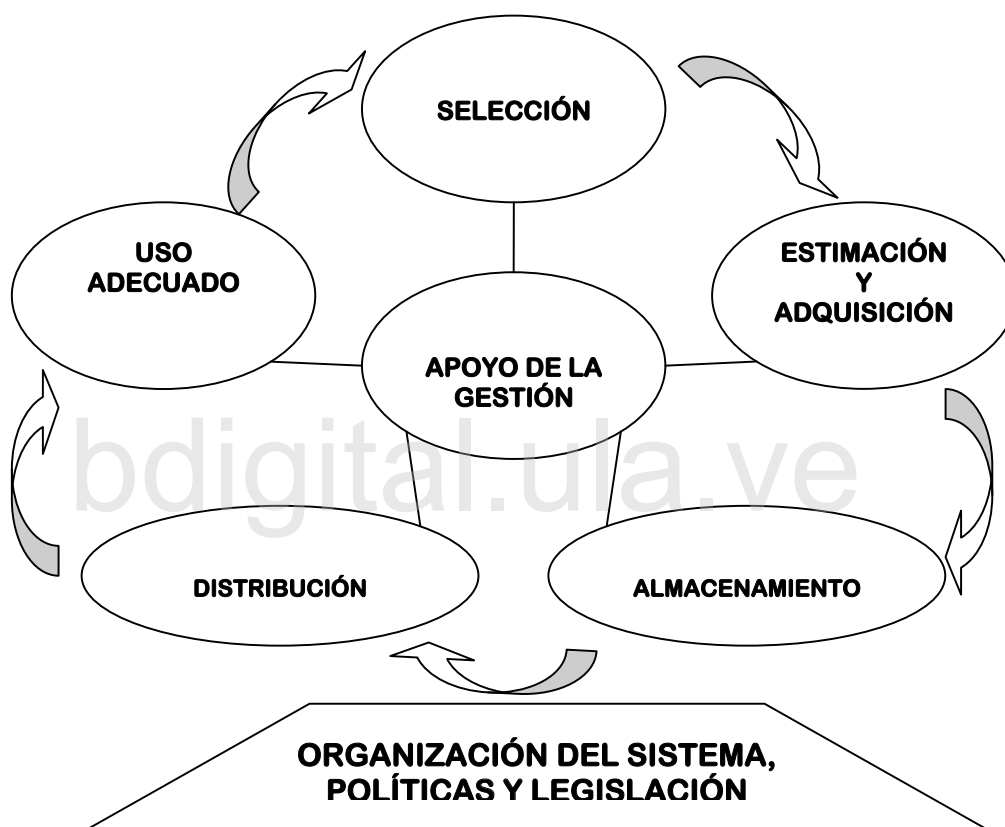 SELECCIÓN
USO
ADECUADO
ESTIMACIÓN
Y
ADQUISICIÓN
APOYO DE LA
GESTIÓN
bdigital.ula.ve
DISTRIBUCIÓN
ALMACENAMIENTO
ORGANIZACIÓN DEL SISTEMA,
POLÍTICAS Y LEGISLACIÓN